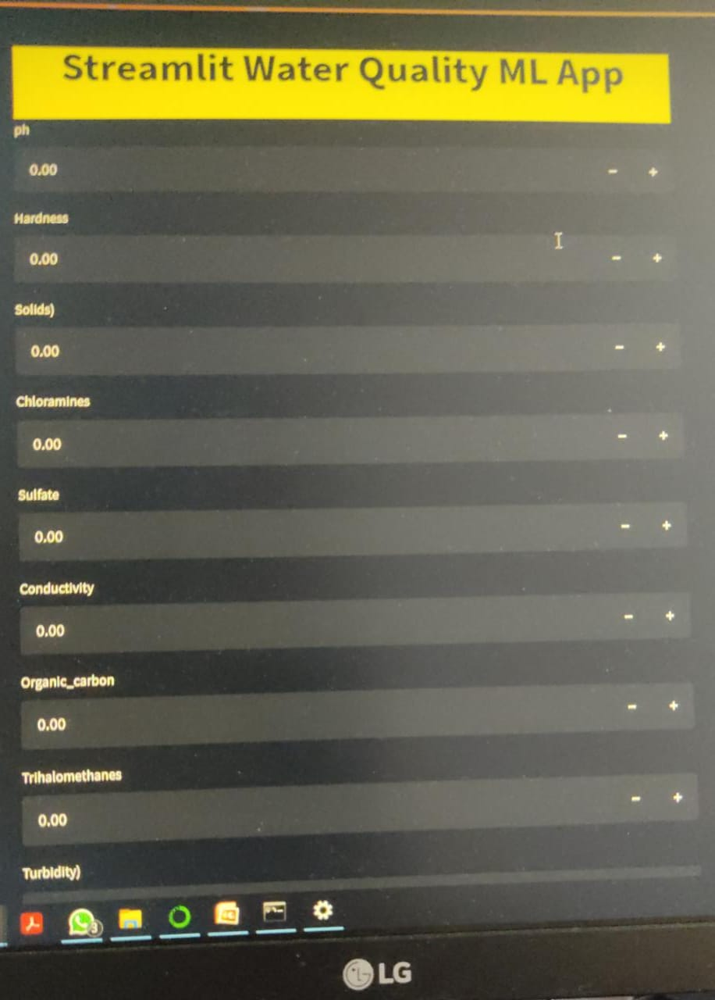 Streamlit Water Quality ML App
ph
0.00
- +
Hardness
0.00
- +
Solids)
0.00
- +
Chloramines
0.00
- +
Sulfate
0.00
- +
Conductivity
0.00
- +
Organic_carbon
0.00
- +
Trihalomethanes
0.00
- +
Turbidity)
3
LG